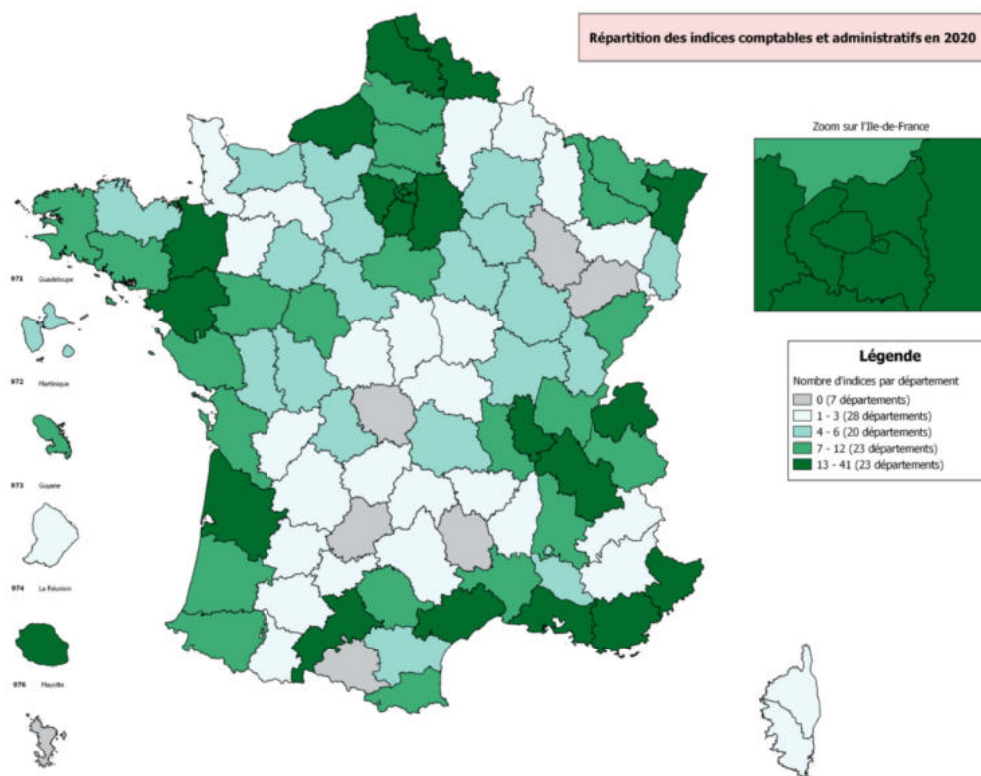 Répartition des indices comptables et administratifs en 2020
Zoom sur l'Ile-de-France
971 Guadeloupe
972 Martinique
973 Guyane
974 La Réunion
976 Mayotte
Légende
Nombre d'indices par département
0 (7 départements)
1 - 3 (28 départements)
4 - 6 (20 départements)
7 - 12 (23 départements)
13 - 41 (23 départements)